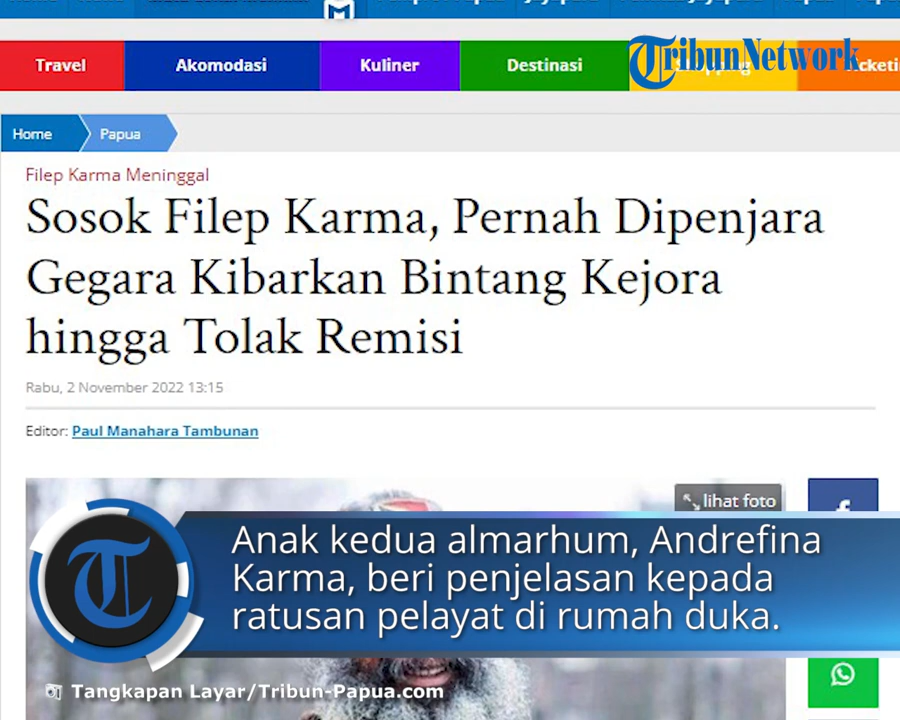 Travel
Akomodasi
Kuliner
Destinasi
TribunNetwork
Home
Papua
Filep Karma Meninggal
Sosok Filep Karma, Pernah Dipenjara
Gegara Kibarkan Bintang Kejora
hingga Tolak Remisi
Rabu, 2 November 2022 13:15
Editor: Paul Manahara Tambunan
lihat foto
Anak kedua almarhum, Andrefina
Karma, beri penjelasan kepada
ratusan pelayat di rumah duka.
Tangkapan Layar/Tribun-Papua.com